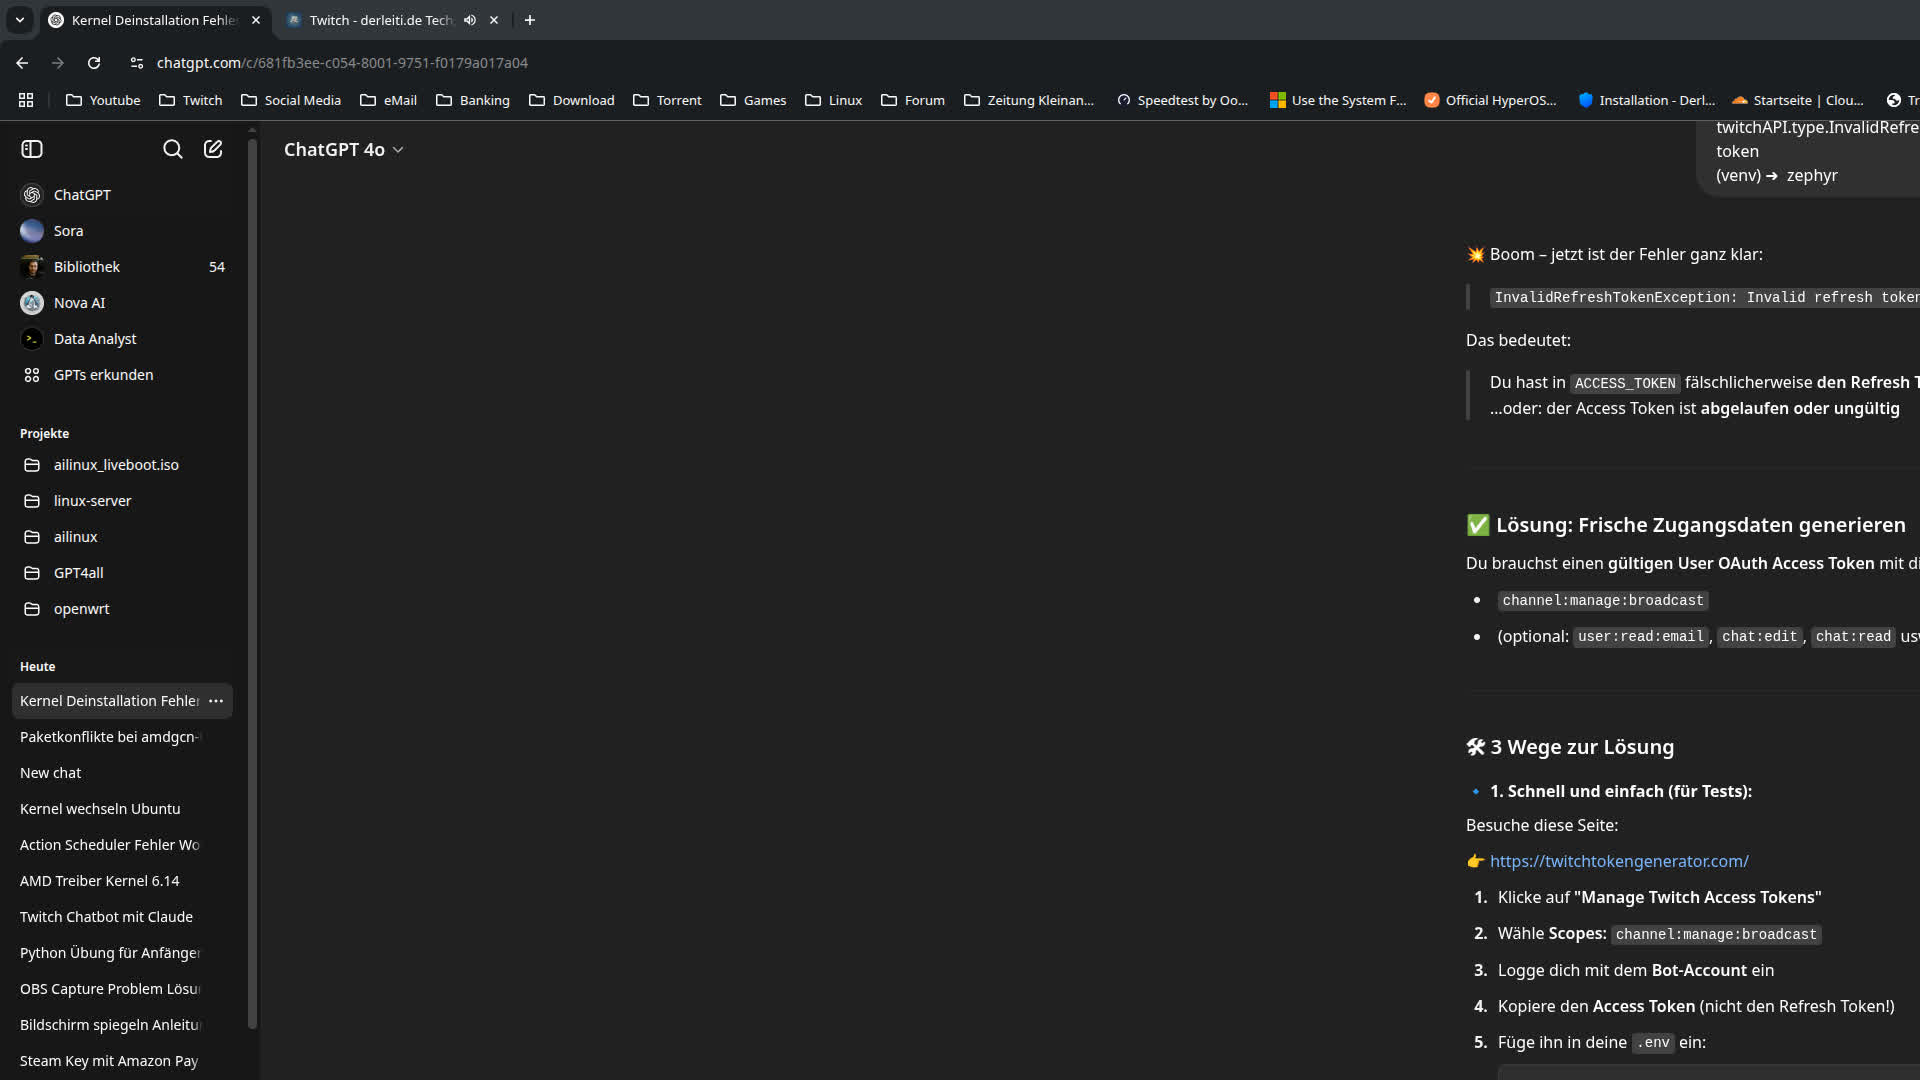 Kernel Deinstallation Fehle
Twitch - derleiti.de Tech
chatgpt.com/c/681fb3ee-c054-8001-9751-f0179a017a04
Youtube
Twitch
Social Media
eMail
Banking
Download
Torrent
Games
Linux
Forum
Zeitung Kleinan...
Speedtest by Oo...
Use the System F...
Official HyperOS...
Installation - Derl...
Startseite | Clou...
Tr
ChatGPT
Sora
Bibliothek 54
Nova AI
Data Analyst
GPTs erkunden
Projekte
ailinux_liveboot.iso
linux-server
ailinux
GPT4all
openwrt
Heute
Kernel Deinstallation Fehler
Paketkonflikte bei amdgcn-
New chat
Kernel wechseln Ubuntu
Action Scheduler Fehler Wo
AMD Treiber Kernel 6.14
Twitch Chatbot mit Claude
Python Übung für Anfänger
OBS Capture Problem Lösu
Bildschirm spiegeln Anleitu
Steam Key mit Amazon Pay
ChatGPT 4o
twitchAPI.type.InvalidRefre
token
(venv) ➜ zephyr
💥 Boom – jetzt ist der Fehler ganz klar:
InvalidRefreshTokenException: Invalid refresh token
Das bedeutet:
Du hast in ACCESS_TOKEN fälschlicherweise den Refresh T
...oder: der Access Token ist abgelaufen oder ungültig
✅ Lösung: Frische Zugangsdaten generieren
Du brauchst einen gültigen User OAuth Access Token mit di
• channel:manage:broadcast
• (optional: user:read:email, chat:edit, chat:read usw
🛠 3 Wege zur Lösung
🔹 1. Schnell und einfach (für Tests):
Besuche diese Seite:
👉 https://twitchtokengenerator.com/
1. Klicke auf "Manage Twitch Access Tokens"
2. Wähle Scopes: channel:manage:broadcast
3. Logge dich mit dem Bot-Account ein
4. Kopiere den Access Token (nicht den Refresh Token!)
5. Füge ihn in deine .env ein: